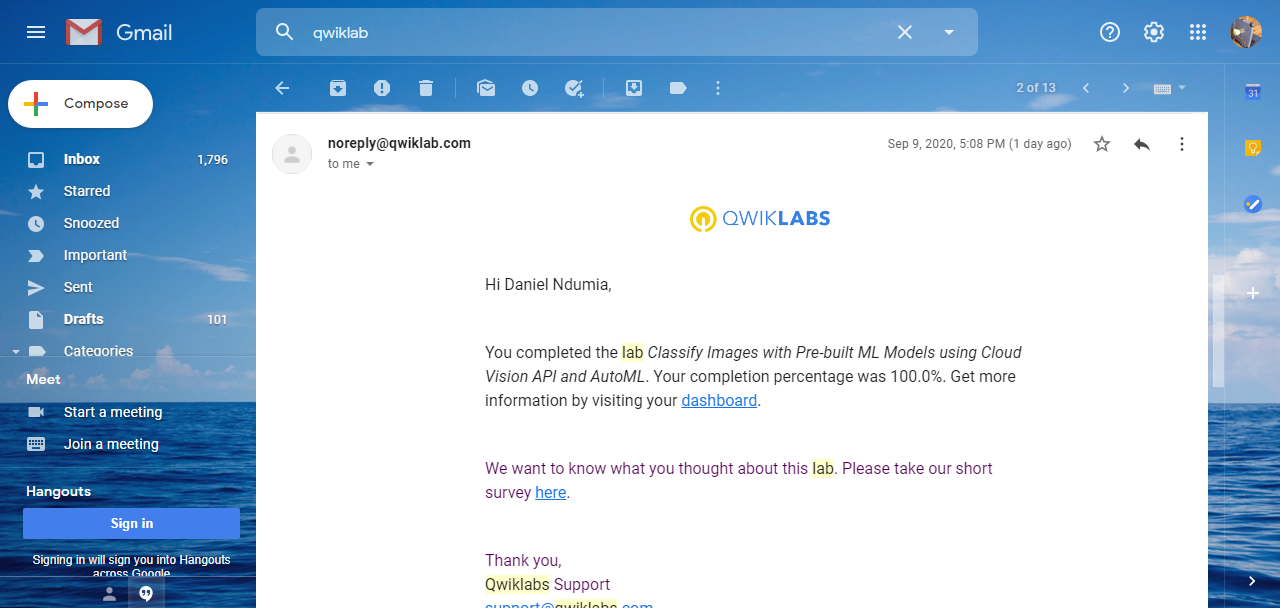 Gmail
qwiklab
Compose
2 of 13
31
Inbox 1,796
Starred
Snoozed
Important
Sent
Drafts 101
Categories
Meet
Start a meeting
Join a meeting
Hangouts
Sign in
Signing in will sign you into Hangouts
across Google
noreply@qwiklab.com
Sep 9, 2020, 5:08 PM (1 day ago)
to me
QWIKLABS
Hi Daniel Ndumia,
You completed the lab Classify Images with Pre-built ML Models using Cloud
Vision API and AutoML. Your completion percentage was 100.0%. Get more
information by visiting your dashboard.
We want to know what you thought about this lab. Please take our short
survey here.
Thank you,
Qwiklabs Support
support@qwiklabs.com